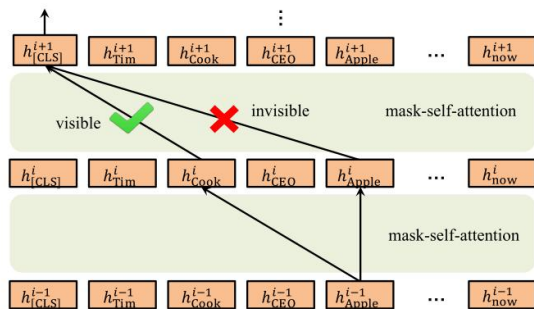 ⋮
h^{i+1}_{[CLS]} h^{i+1}_{Tim} h^{i+1}_{Cook} h^{i+1}_{CEO} h^{i+1}_{Apple} ... h^{i+1}_{now}
invisible mask-self-attention
visible
h^{i}_{[CLS]} h^{i}_{Tim} h^{i}_{Cook} h^{i}_{CEO} h^{i}_{Apple} ... h^{i}_{now}
mask-self-attention
h^{i-1}_{[CLS]} h^{i-1}_{Tim} h^{i-1}_{Cook} h^{i-1}_{CEO} h^{i-1}_{Apple} ... h^{i-1}_{now}